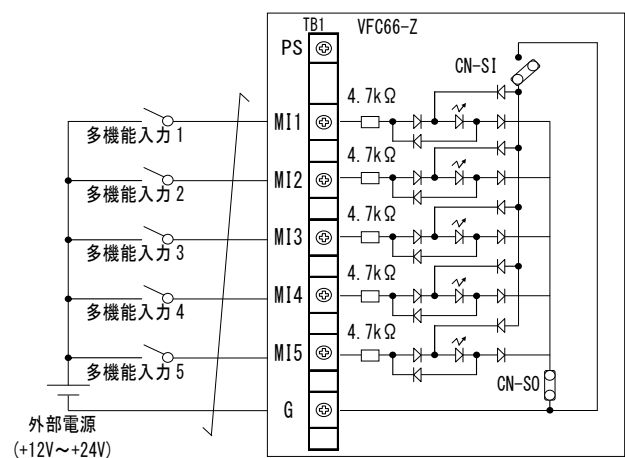 TB1 VFC66-Z
PS
CN-SI
4.7kΩ
MI1
多機能入力1
4.7kΩ
MI2
多機能入力2
4.7kΩ
MI3
多機能入力3
4.7kΩ
MI4
多機能入力4
4.7kΩ
MI5
多機能入力5
CN-SO
G
外部電源
(+12V～+24V)